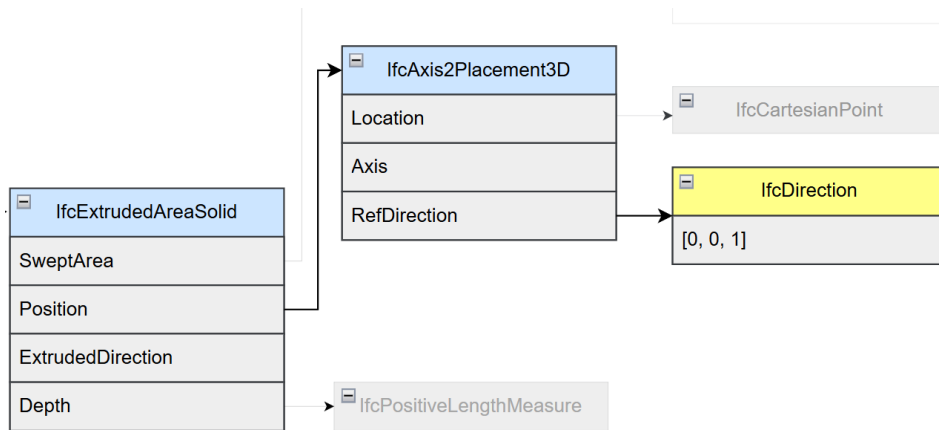 IfcAxis2Placement3D
Location
Axis
RefDirection
IfcCartesianPoint
IfcDirection
[0, 0, 1]
IfcExtrudedAreaSolid
SweptArea
Position
ExtrudedDirection
Depth
IfcPositiveLengthMeasure